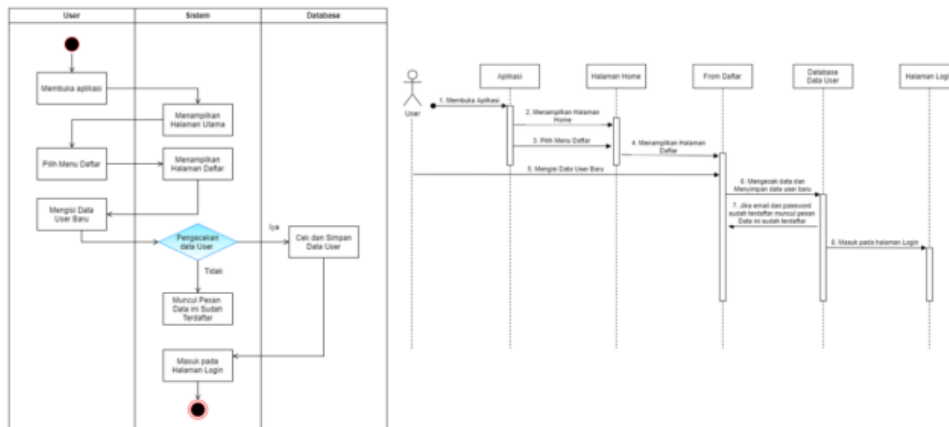 User
Sistem
Database
Membuka aplikasi
Menampilkan
Halaman Utama
Pilih Menu Daftar
Menampilkan
Halaman Daftar
Mengisi Data
User Baru
Pengecekan
data User
Iya
Cek dan Simpan
Data User
Tidak
Muncul Pesan
Data ini Sudah
Terdaftar
Masuk pada
Halaman Login
User
Aplikasi
Halaman Home
From Daftar
Database
Data User
Halaman Login
1. Membuka Aplikasi
2. Menampilkan Halaman
Home
3. Pilih Menu Daftar
4. Menampilkan Halaman
Daftar
5. Mengisi Data User Baru
6. Mengecek data dan
Menyimpan data user baru
7. Jika email dan password
sudah terdaftar muncul pesan
Data ini sudah terdaftar
8. Masuk pada halaman Login